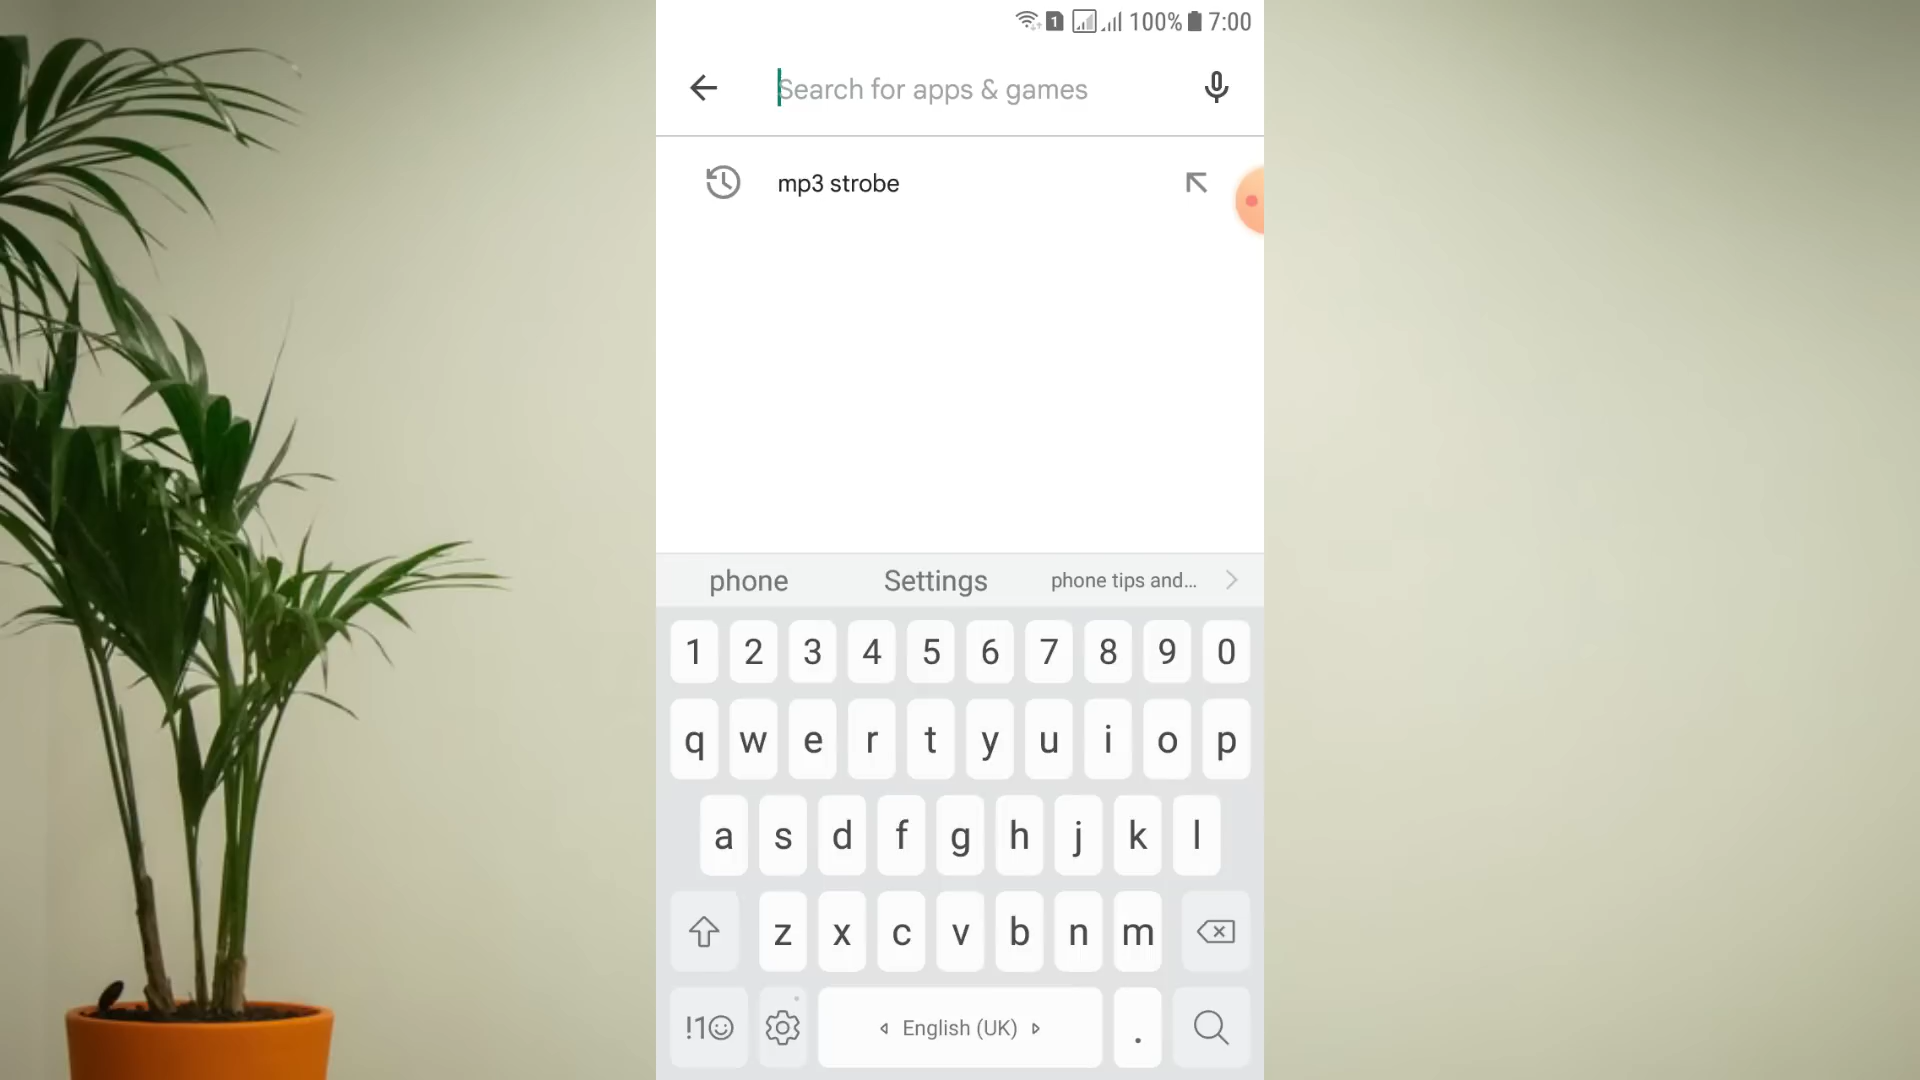 1 100% 7:00
Search for apps & games
mp3 strobe
phone Settings phone tips and...
1 2 3 4 5 6 7 8 9 0
q w e r t y u i o p
a s d f g h j k l
z x c v b n m
!1☺ English (UK) .